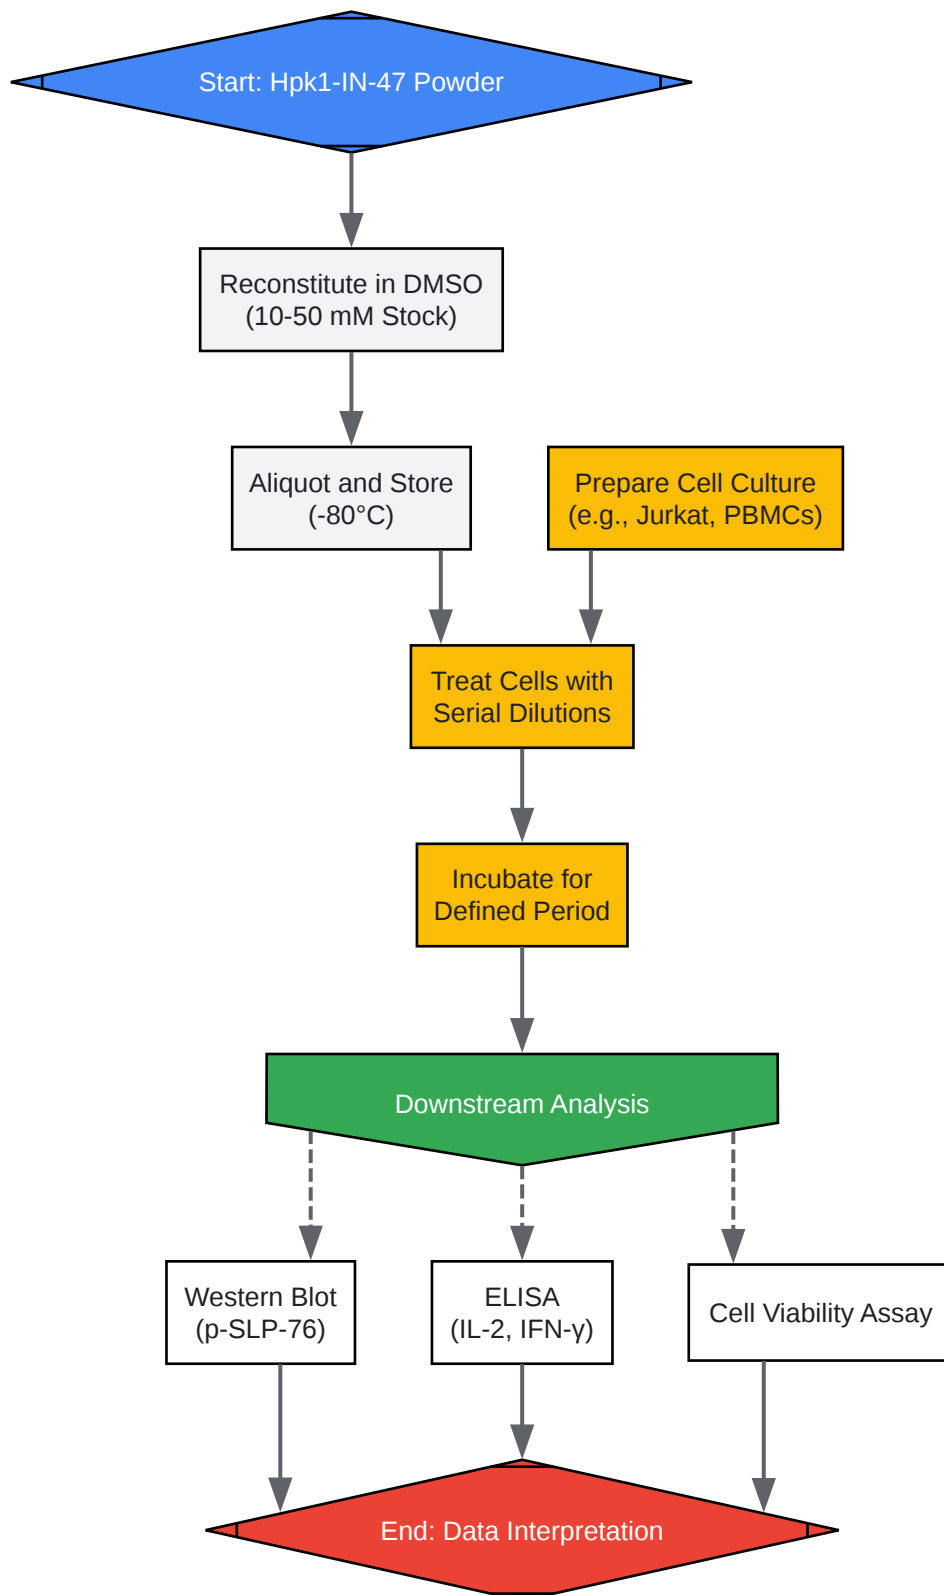 Start: Hpk1-IN-47 Powder
Reconstitute in DMSO
(10-50 mM Stock)
Aliquot and Store
(-80°C)
Prepare Cell Culture
(e.g., Jurkat, PBMCs)
Treat Cells with
Serial Dilutions
Incubate for
Defined Period
Downstream Analysis
Western Blot
(p-SLP-76)
ELISA
(IL-2, IFN-γ)
Cell Viability Assay
End: Data Interpretation